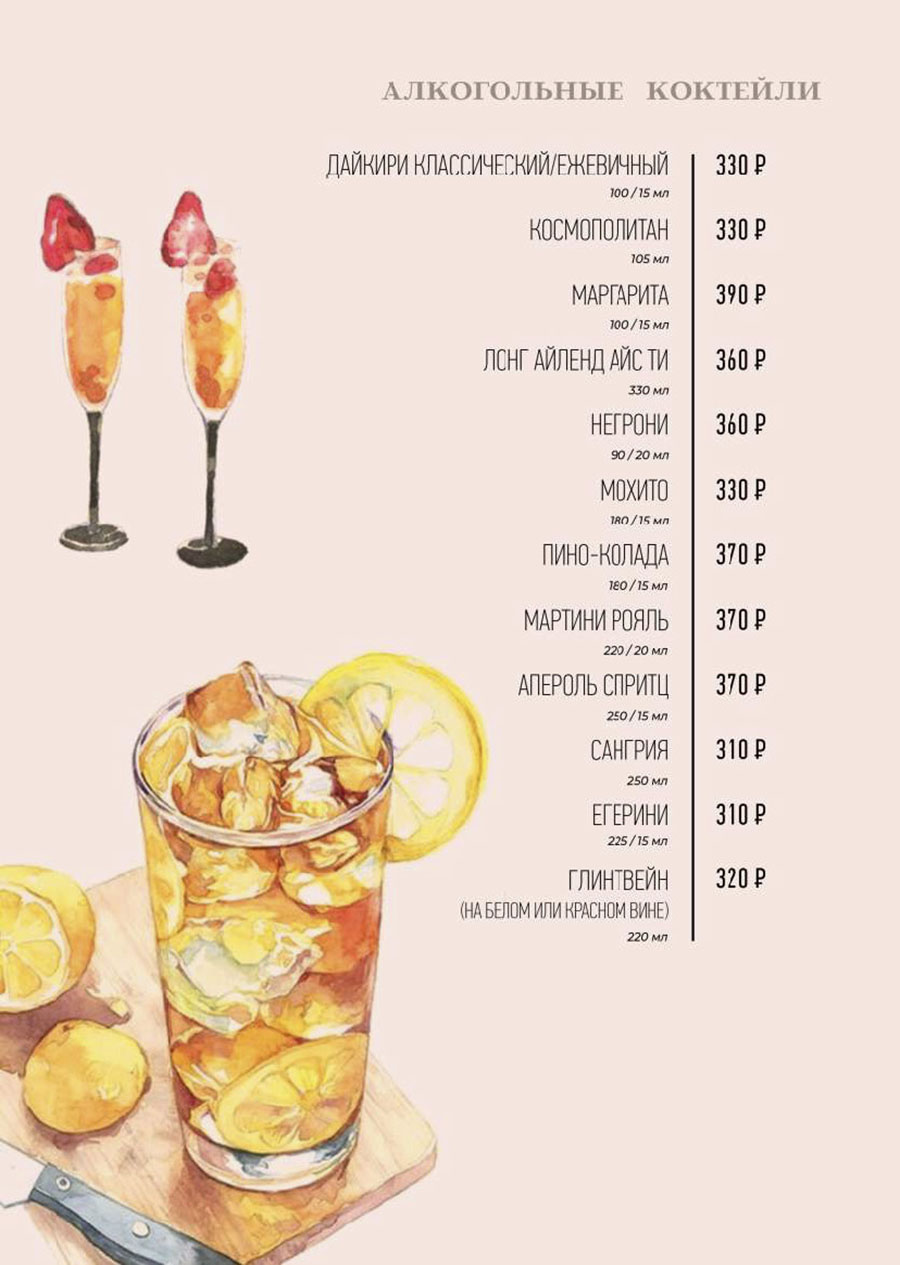 АЛКОГОЛЬНЫЕ КОКТЕЙЛИ
ДАЙКИРИ КЛАССИЧЕСКИЙ/ЕЖЕВИЧНЫЙ 330 ₽
100 / 15 мл
КОСМОПОЛИТАН 330 ₽
105 мл
МАРГАРИТА 390 ₽
100 / 15 мл
ЛОНГ АЙЛЕНД АЙС ТИ 360 ₽
330 мл
НЕГРОНИ 360 ₽
90 / 20 мл
МОХИТО 330 ₽
180 / 15 мл
ПИНО-КОЛАДА 370 ₽
180 / 15 мл
МАРТИНИ РОЯЛЬ 370 ₽
220 / 20 мл
АПЕРОЛЬ СПРИТЦ 370 ₽
250 / 15 мл
САНГРИЯ 310 ₽
250 мл
ЕГЕРИНИ 310 ₽
225 / 15 мл
ГЛИНТВЕЙН 320 ₽
(НА БЕЛОМ ИЛИ КРАСНОМ ВИНЕ)
220 мл